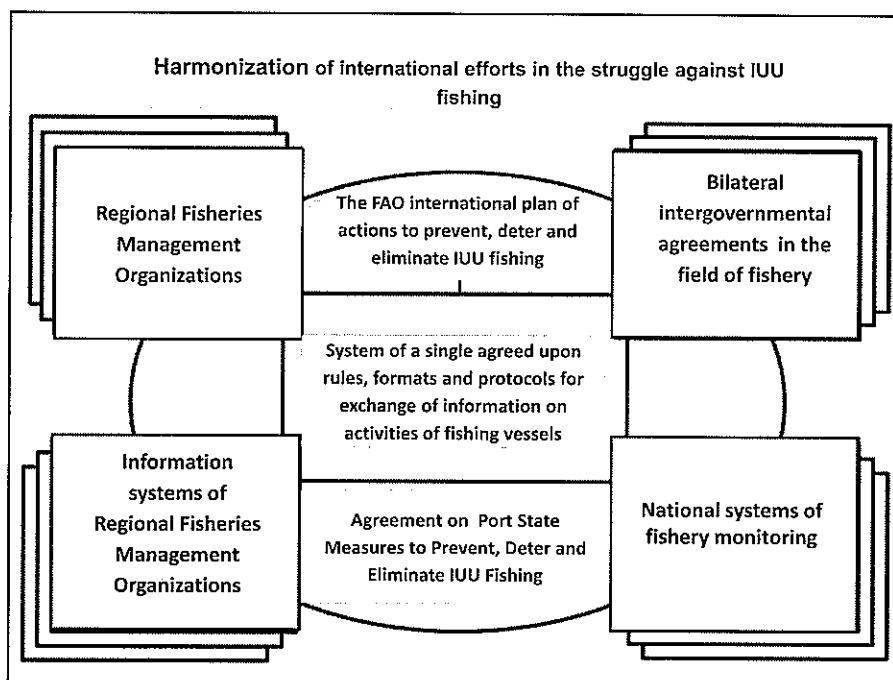 Harmonization of international efforts in the struggle against IUU
fishing
Regional Fisheries
Management
Organizations
The FAO international plan of
actions to prevent, deter and
eliminate IUU fishing
Bilateral
intergovernmental
agreements in the
field of fishery
System of a single agreed upon
rules, formats and protocols for
exchange of information on
activities of fishing vessels
Information
systems of
Regional Fisheries
Management
Organizations
Agreement on Port State
Measures to Prevent, Deter and
Eliminate IUU Fishing
National systems of
fishery monitoring